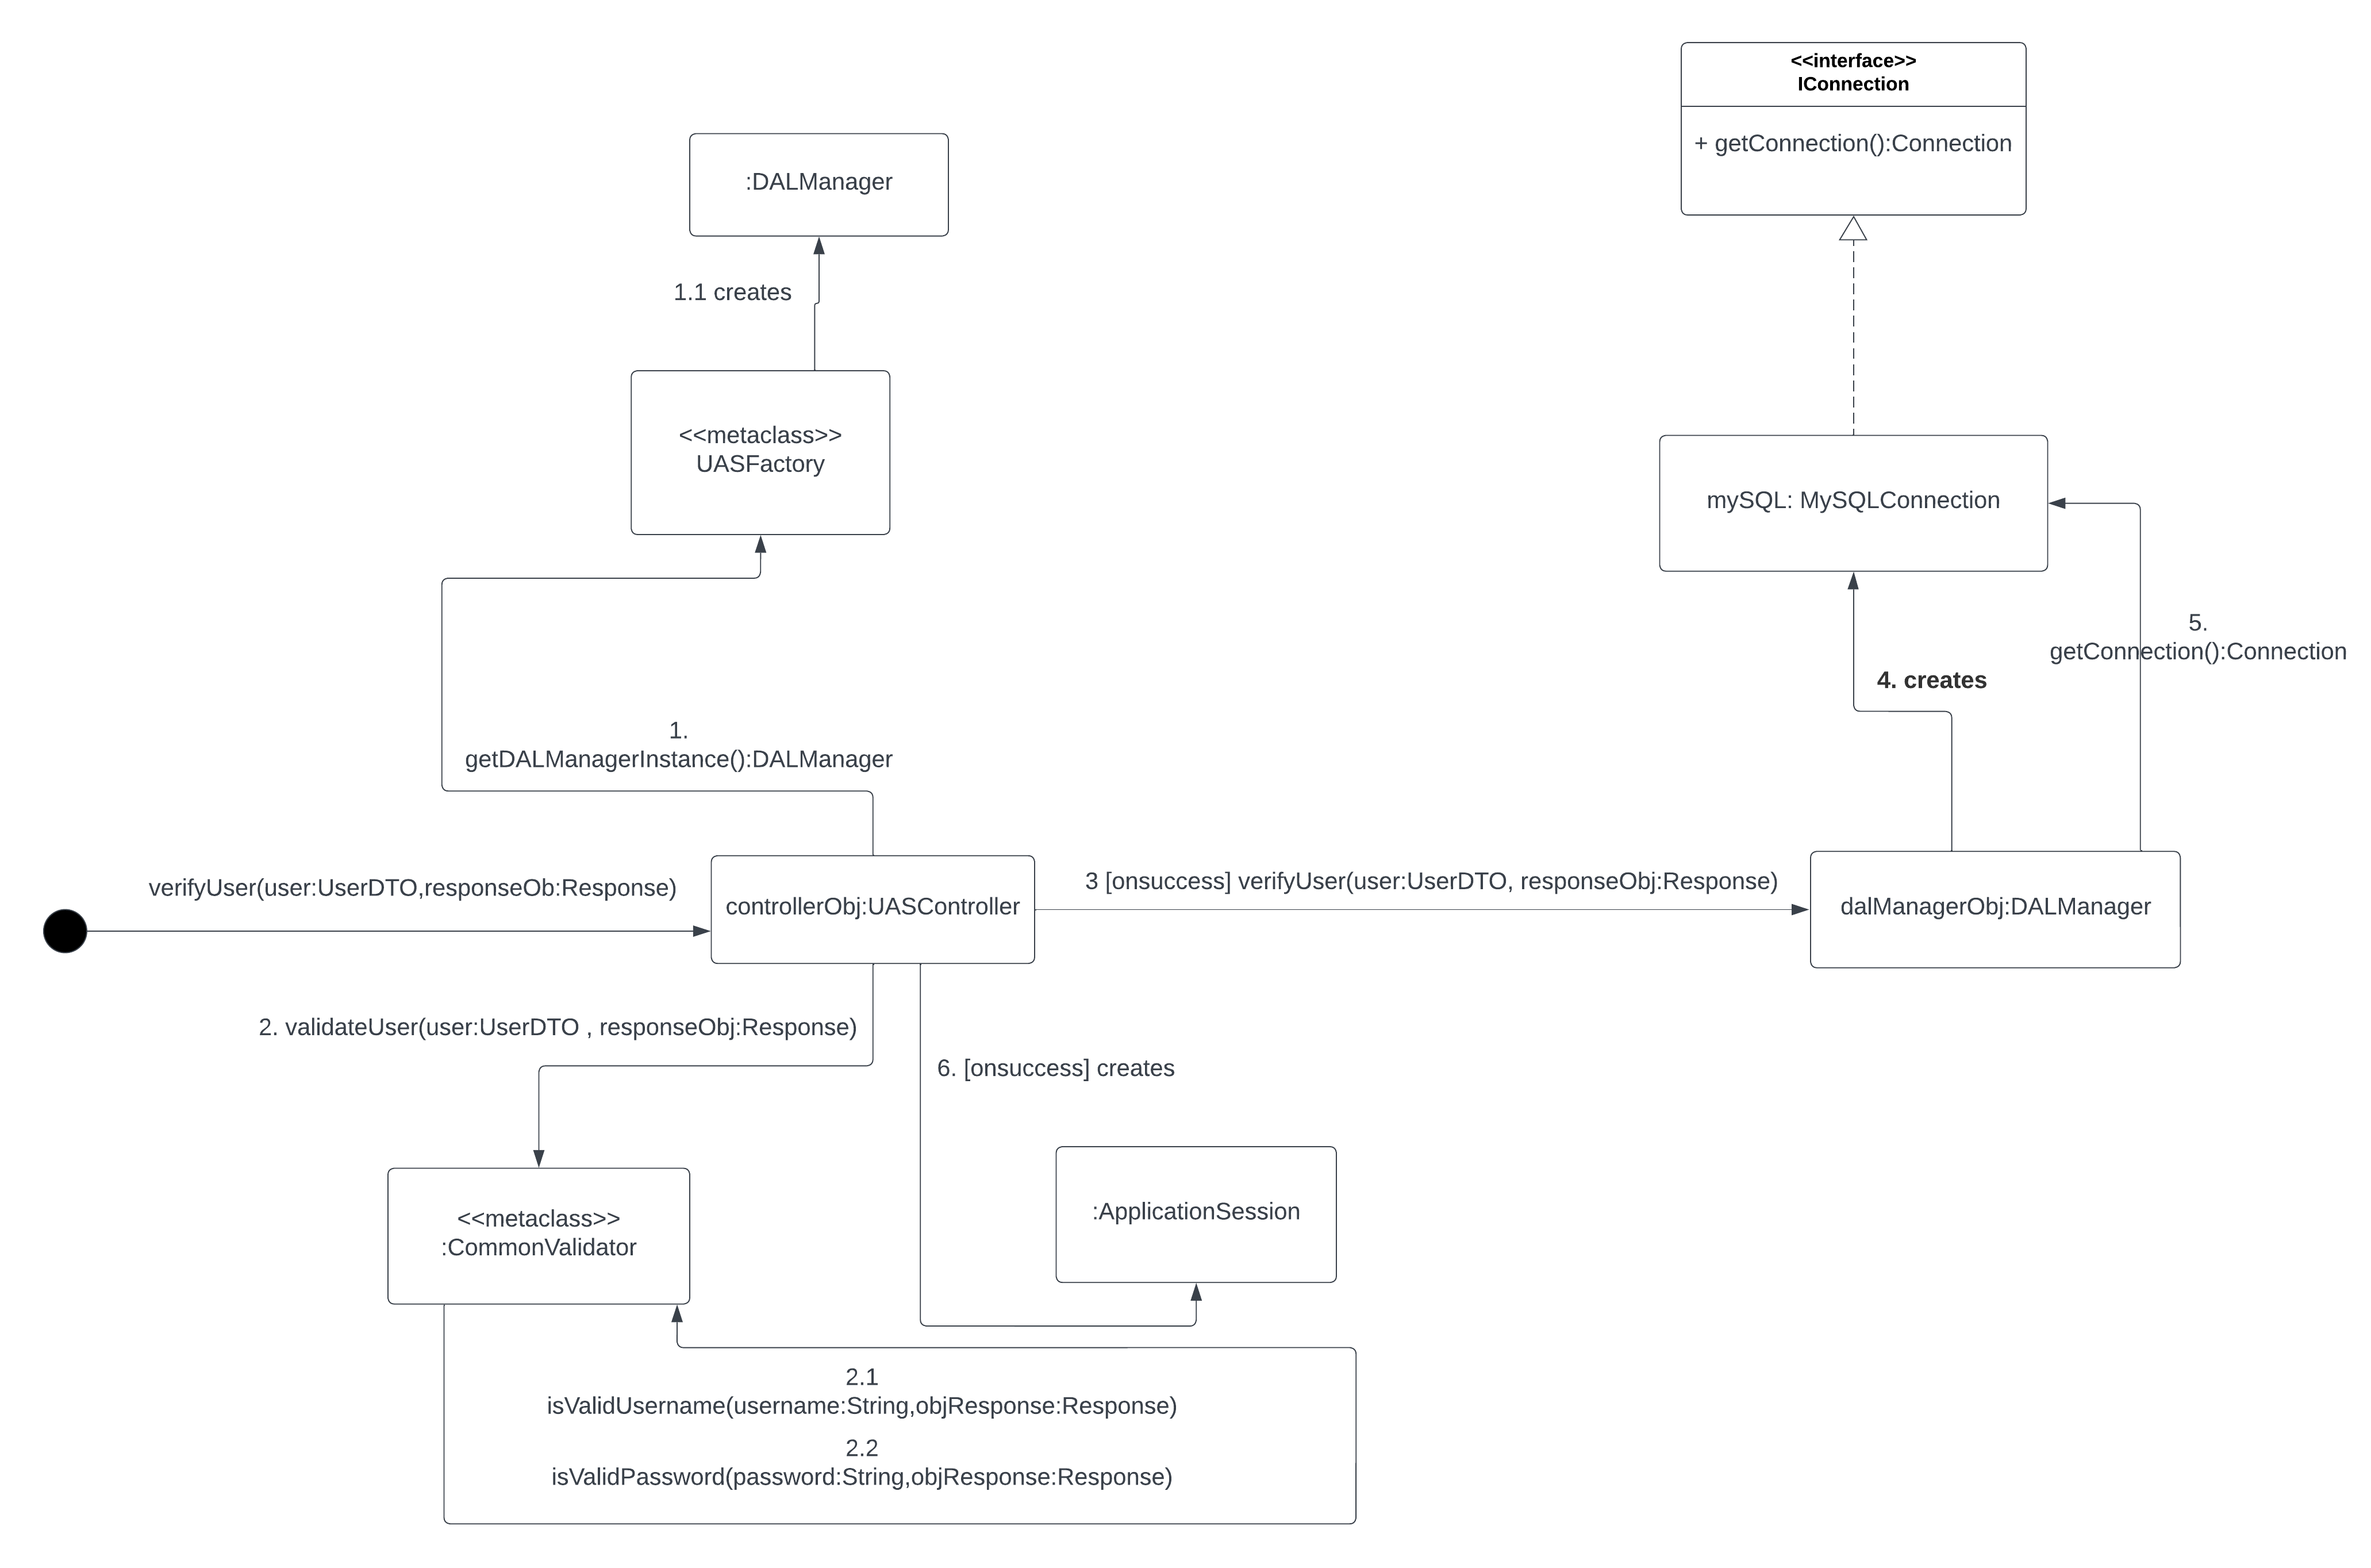 <<interface>>
IConnection
+ getConnection():Connection
:DALManager
1.1 creates
<<metaclass>>
UASFactory
mySQL: MySQLConnection
5.
getConnection():Connection
4. creates
1.
getDALManagerInstance():DALManager
verifyUser(user:UserDTO,responseOb:Response)
controllerObj:UASController
3 [onsuccess] verifyUser(user:UserDTO, responseObj:Response)
dalManagerObj:DALManager
2. validateUser(user:UserDTO , responseObj:Response)
6. [onsuccess] creates
<<metaclass>>
:CommonValidator
:ApplicationSession
2.1
isValidUsername(username:String,objResponse:Response)
2.2
isValidPassword(password:String,objResponse:Response)